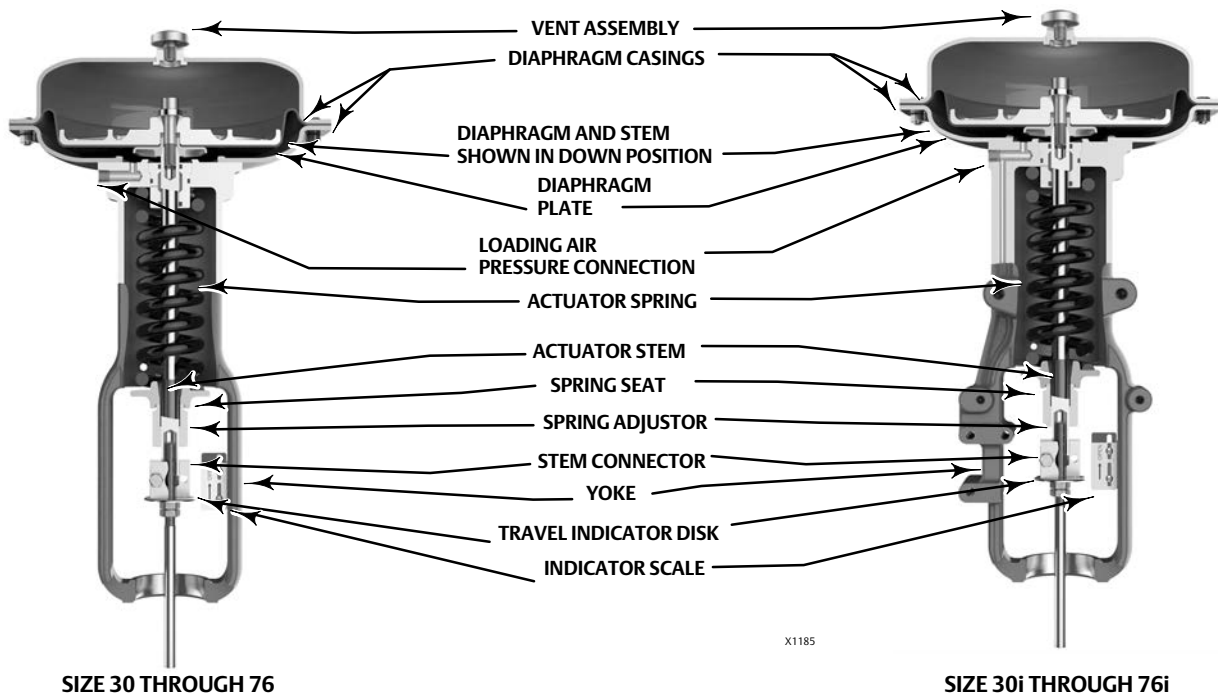 VENT ASSEMBLY
DIAPHRAGM CASINGS
DIAPHRAGM AND STEM
SHOWN IN DOWN POSITION
DIAPHRAGM
PLATE
LOADING AIR
PRESSURE CONNECTION
ACTUATOR SPRING
ACTUATOR STEM
SPRING SEAT
SPRING ADJUSTOR
STEM CONNECTOR
YOKE
TRAVEL INDICATOR DISK
INDICATOR SCALE
X1185
SIZE 30 THROUGH 76
SIZE 30i THROUGH 76i